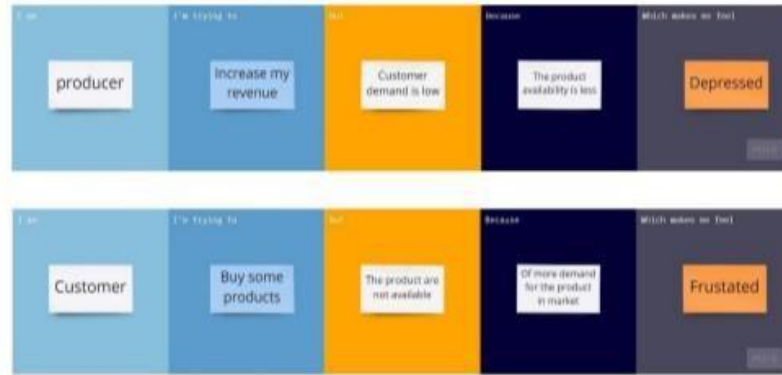 I am
I'm trying to
But
Because
Which makes me feel
producer
Increase my
revenue
Customer
demand is low
The product
availability is less
Depressed
I am
I'm trying to
But
Because
Which makes me feel
Customer
Buy some
products
The product are
not available
Of more demand
for the product
in market
Frustated